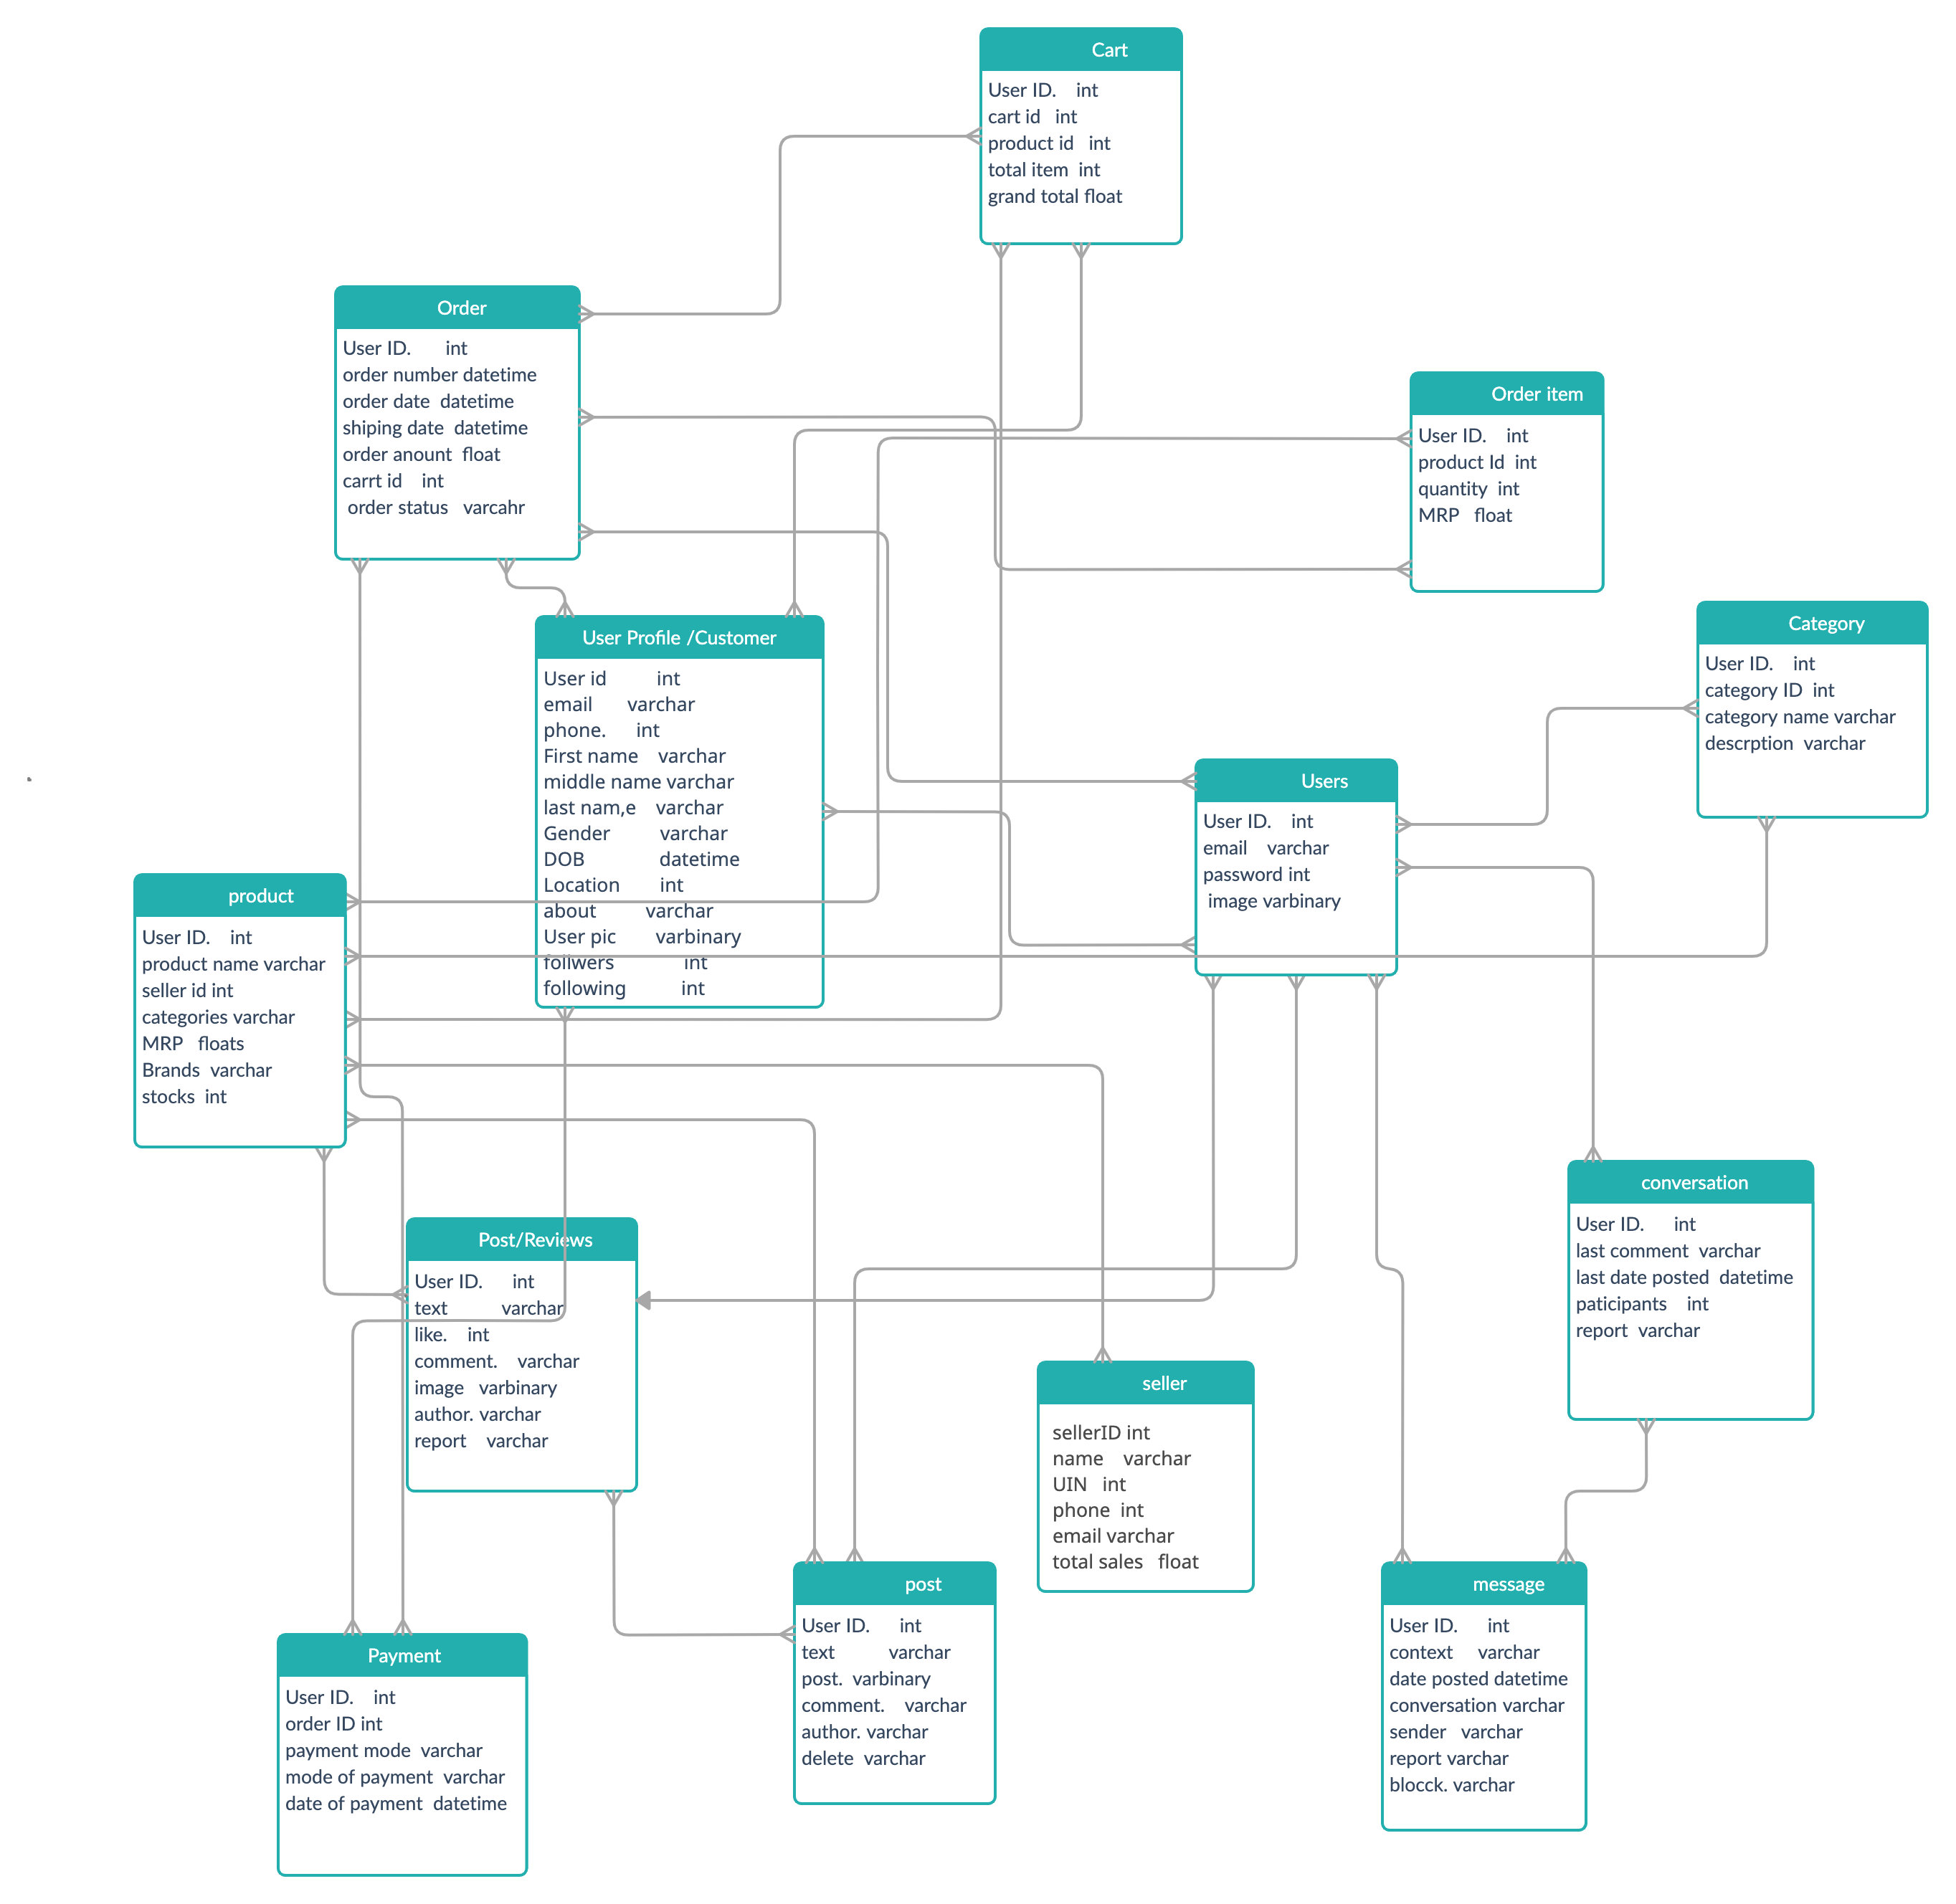 Cart
User ID. int
cart id int
product id int
total item int
grand total float
Order
User ID. int
order number datetime
order date datetime
shiping date datetime
order anount float
carrt id int
order status varcahr
Order item
User ID. int
product Id int
quantity int
MRP float
User Profile /Customer
User id int
email varchar
phone. int
First name varchar
middle name varchar
last nam,e varchar
Gender varchar
DOB datetime
Location int
about varchar
User pic varbinary
follwers int
following int
Category
User ID. int
category ID int
category name varchar
descrption varchar
Users
User ID. int
email varchar
password int
image varbinary
product
User ID. int
product name varchar
seller id int
categories varchar
MRP floats
Brands varchar
stocks int
conversation
User ID. int
last comment varchar
last date posted datetime
paticipants int
report varchar
Post/Reviews
User ID. int
text varchar
like. int
comment. varchar
image varbinary
author. varchar
report varchar
seller
sellerID int
name varchar
UIN int
phone int
email varchar
total sales float
post
User ID. int
text varchar
post. varbinary
comment. varchar
author. varchar
delete varchar
message
User ID. int
context varchar
date posted datetime
conversation varchar
sender varchar
report varchar
blocck. varchar
Payment
User ID. int
order ID int
payment mode varchar
mode of payment varchar
date of payment datetime